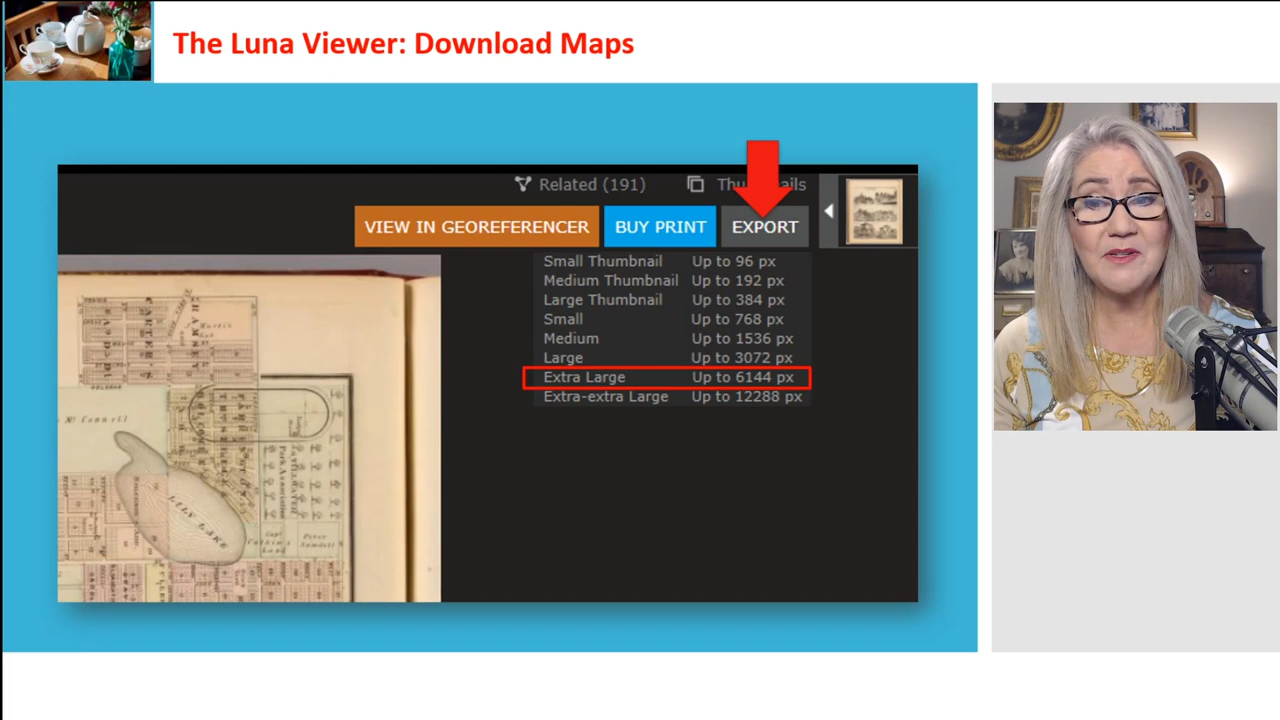 The Luna Viewer: Download Maps
Related (191)
VIEW IN GEOREFERENCER
BUY PRINT
EXPORT
Small Thumbnail Up to 96 px
Medium Thumbnail Up to 192 px
Large Thumbnail Up to 384 px
Small Up to 768 px
Medium Up to 1536 px
Large Up to 3072 px
Extra Large Up to 6144 px
Extra-extra Large Up to 12288 px
Mc Connell
LILY LAKE